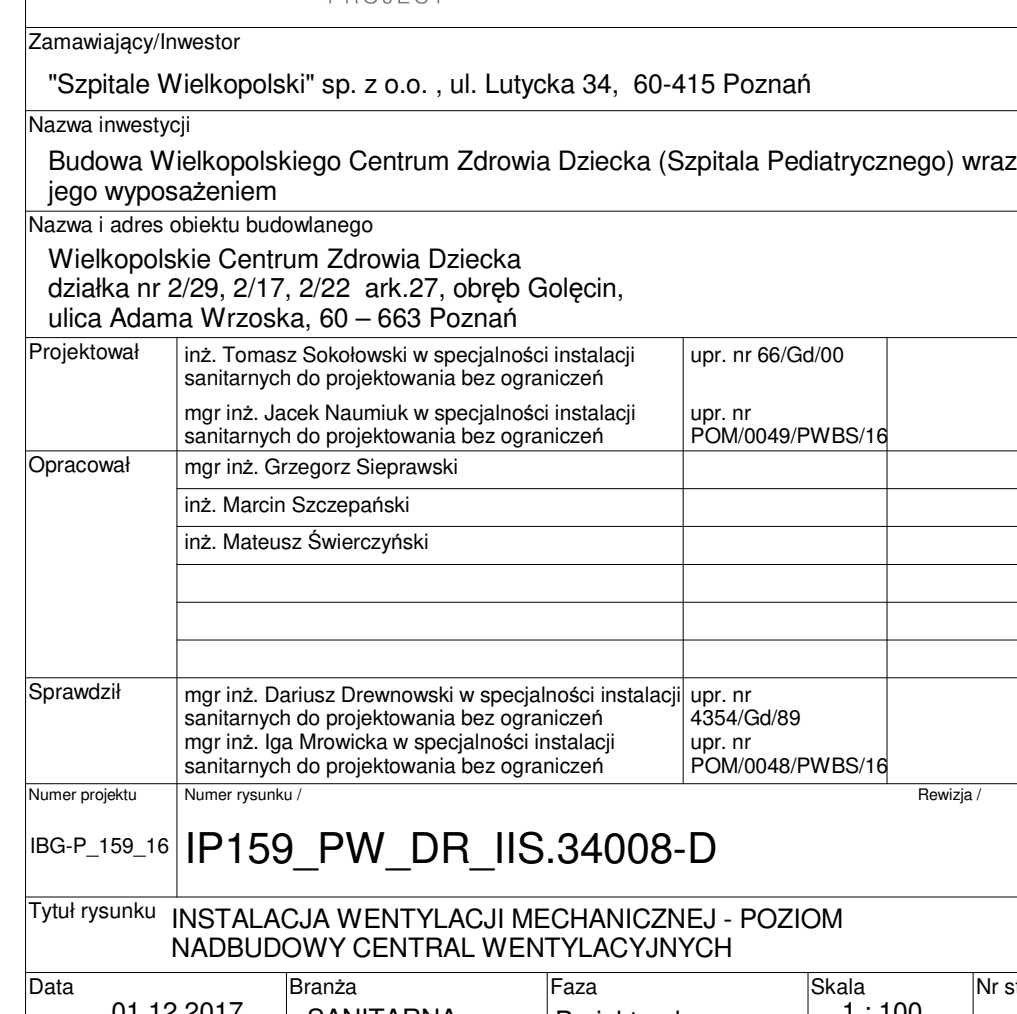 Zamawiający/Inwestor
"Szpitale Wielkopolski" sp. z o.o. , ul. Lutycka 34, 60-415 Poznań
Nazwa inwestycji
Budowa Wielkopolskiego Centrum Zdrowia Dziecka (Szpitala Pediatrycznego) wraz
jego wyposażeniem
Nazwa i adres obiektu budowlanego
Wielkopolskie Centrum Zdrowia Dziecka
działka nr 2/29, 2/17, 2/22 ark.27, obręb Golęcin,
ulica Adama Wrzoska, 60 – 663 Poznań
Projektował
inż. Tomasz Sokołowski w specjalności instalacji upr. nr 66/Gd/00
sanitarnych do projektowania bez ograniczeń
mgr inż. Jacek Naumiuk w specjalności instalacji upr. nr
sanitarnych do projektowania bez ograniczeń POM/0049/PWBS/16
Opracował
mgr inż. Grzegorz Sieprawski
inż. Marcin Szczepański
inż. Mateusz Świerczyński
Sprawdził
mgr inż. Dariusz Drewnowski w specjalności instalacji upr. nr
sanitarnych do projektowania bez ograniczeń 4354/Gd/89
mgr inż. Iga Mrowicka w specjalności instalacji upr. nr
sanitarnych do projektowania bez ograniczeń POM/0048/PWBS/16
Numer projektu Numer rysunku / Rewizja /
IBG-P_159_16 IP159_PW_DR_IIS.34008-D
Tytuł rysunku INSTALACJA WENTYLACJI MECHANICZNEJ - POZIOM
NADBUDOWY CENTRAL WENTYLACYJNYCH
Data Branża Faza Skala Nr
01.12.2017 SANITARNA 1 : 100